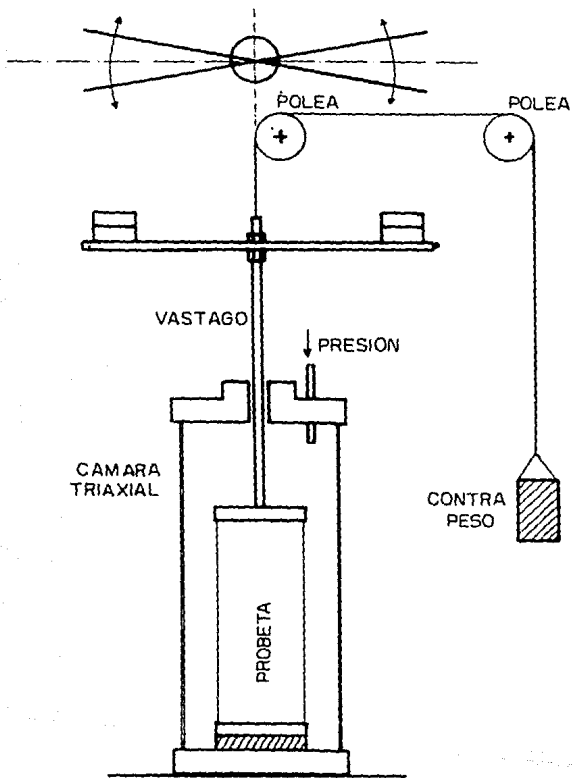 POLEA
POLEA
VASTAGO
PRESION
CAMARA
TRIAXIAL
CONTRA
PESO
PROBETA